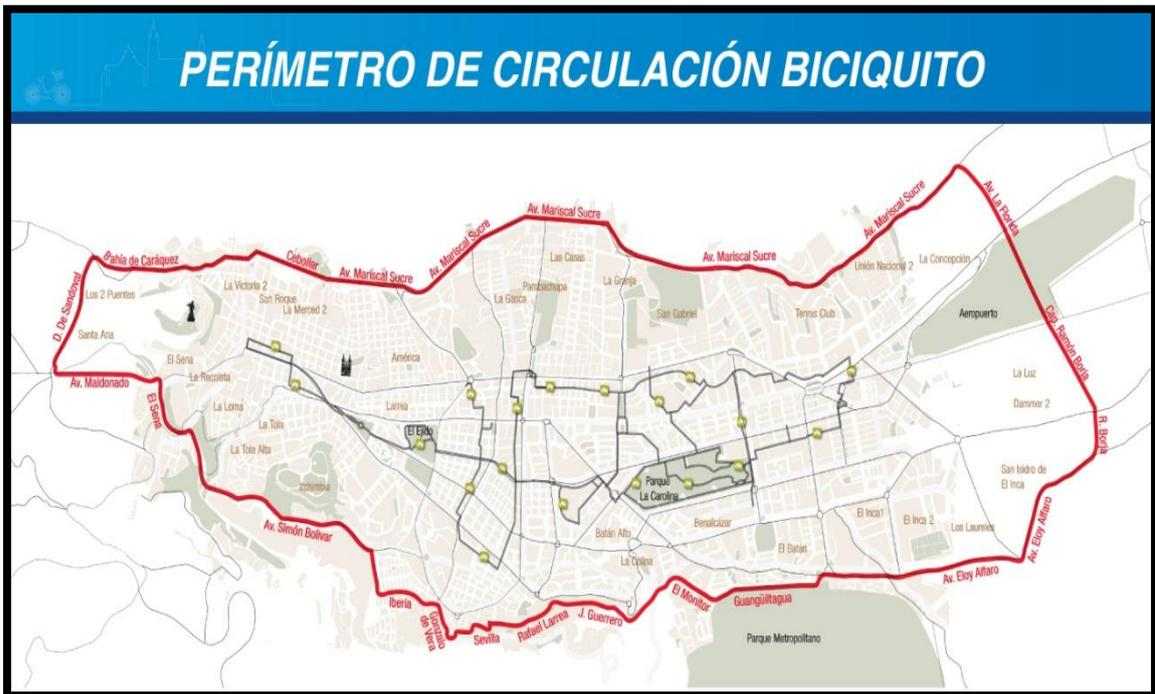 PERÍMETRO DE CIRCULACIÓN BICIQUITO
Av. Mariscal Sucre
Av. La Florida
Av. Mariscal Sucre
Av. Mariscal Sucre
Av. Mariscal Sucre
Av. Mariscal Sucre
Cebollar
Bahía de Caráquez
D. De Sandoval
Los 2 Puentes
Santa Ana
La Victoria 2
San Roque
La Merced 2
Las Casas
Pambachupa
La Gasca
La Granja
San Gabriel
Tennis Club
Unión Nacional 2
La Concepción
Aeropuerto
Cap. Ramón Borja
La Luz
Dammer 2
R. Borja
San Isidro de
El Inca
El Sena
La Recoleta
América
Larrea
Av. Maldonado
El Sena
La Loma
La Tola
La Tola Alta
El Ejido
Itchimbia
Parque
La Carolina
Batán Alto
Benalcázar
La Colina
El Batán
El Inca1
El Inca 2
Los Laureles
Av. Eloy Alfaro
Av. Eloy Alfaro
Av. Simón Bolivar
Iberia
Gonzalo
de Vera
Sevilla
Rafael Larrea
J. Guerrero
El Monitor
Guangüiltagua
Parque Metropolitano